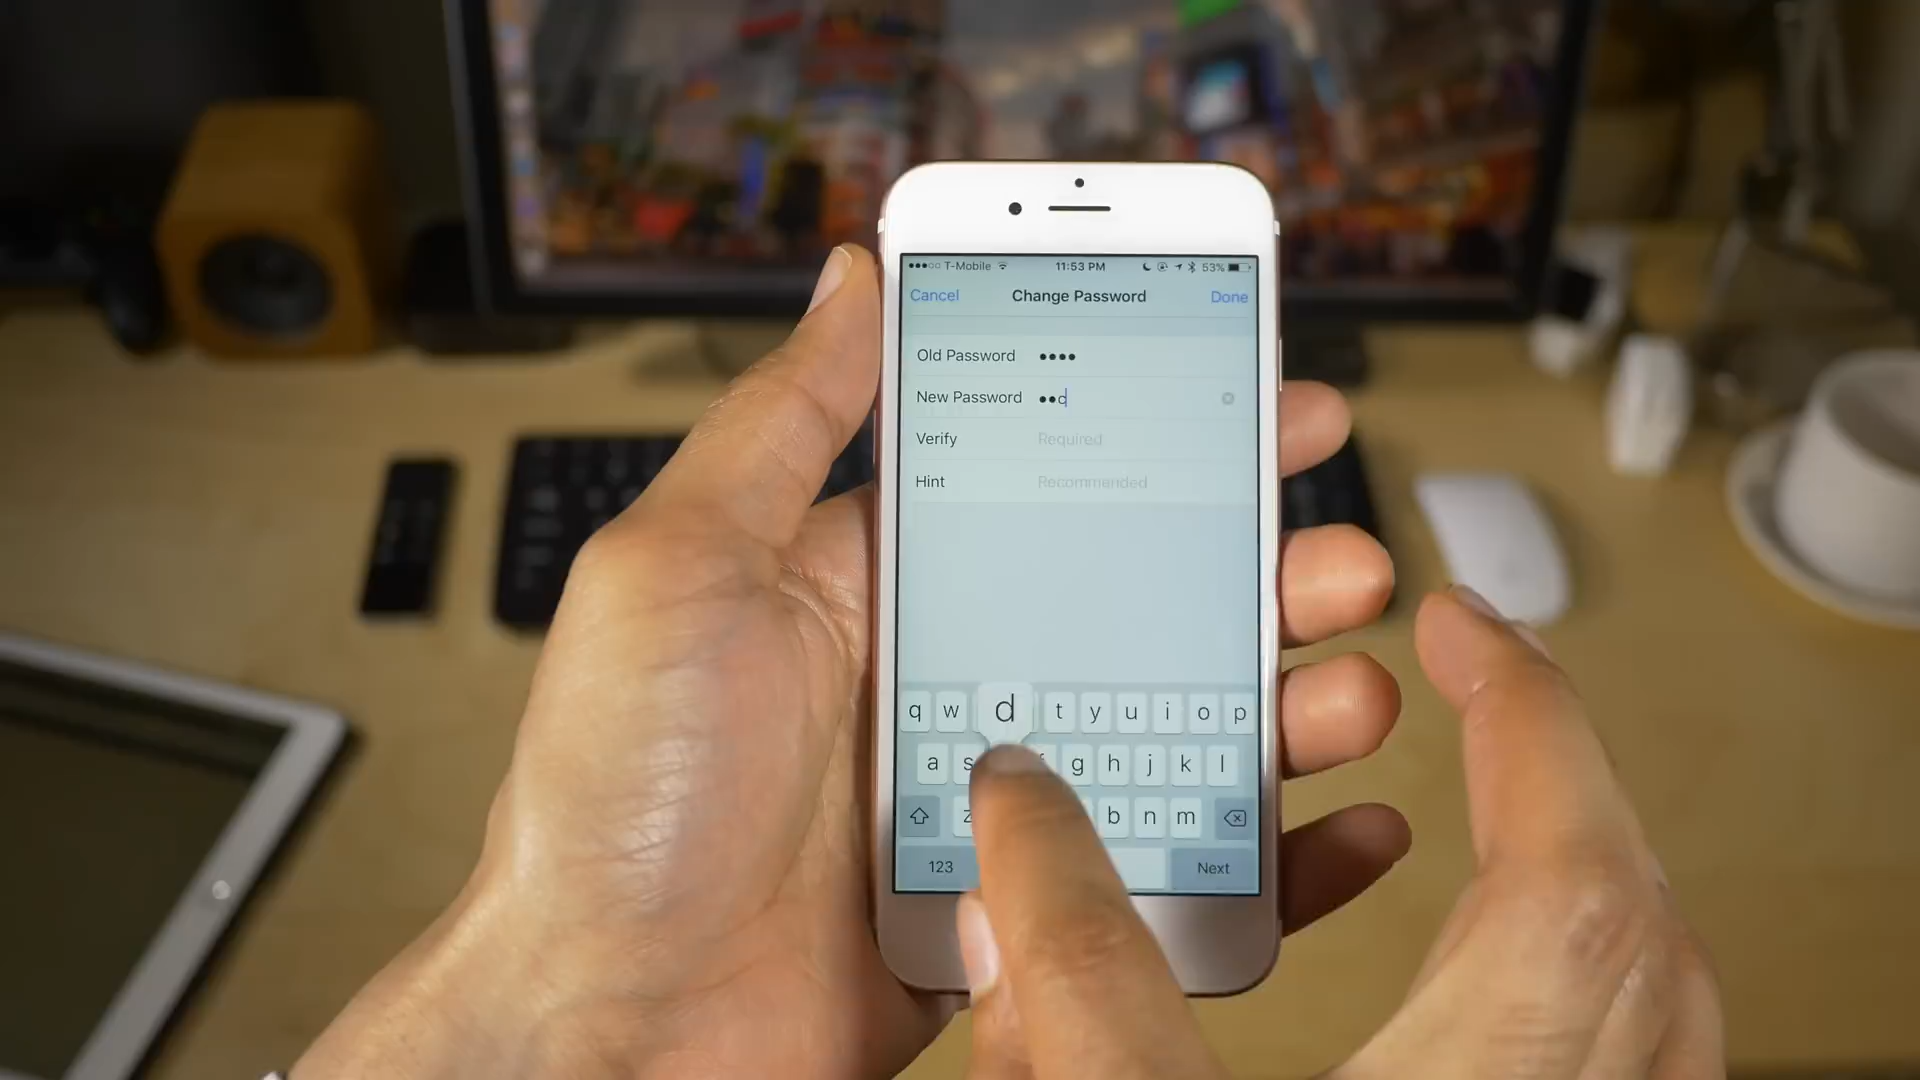 ●●●○○ T-Mobile 11:53 PM 53%
Cancel Change Password Done
Old Password ●●●●
New Password ●●c
Verify Required
Hint Recommended
q w d t y u i o p
a s f g h j k l
z b n m
123 Next